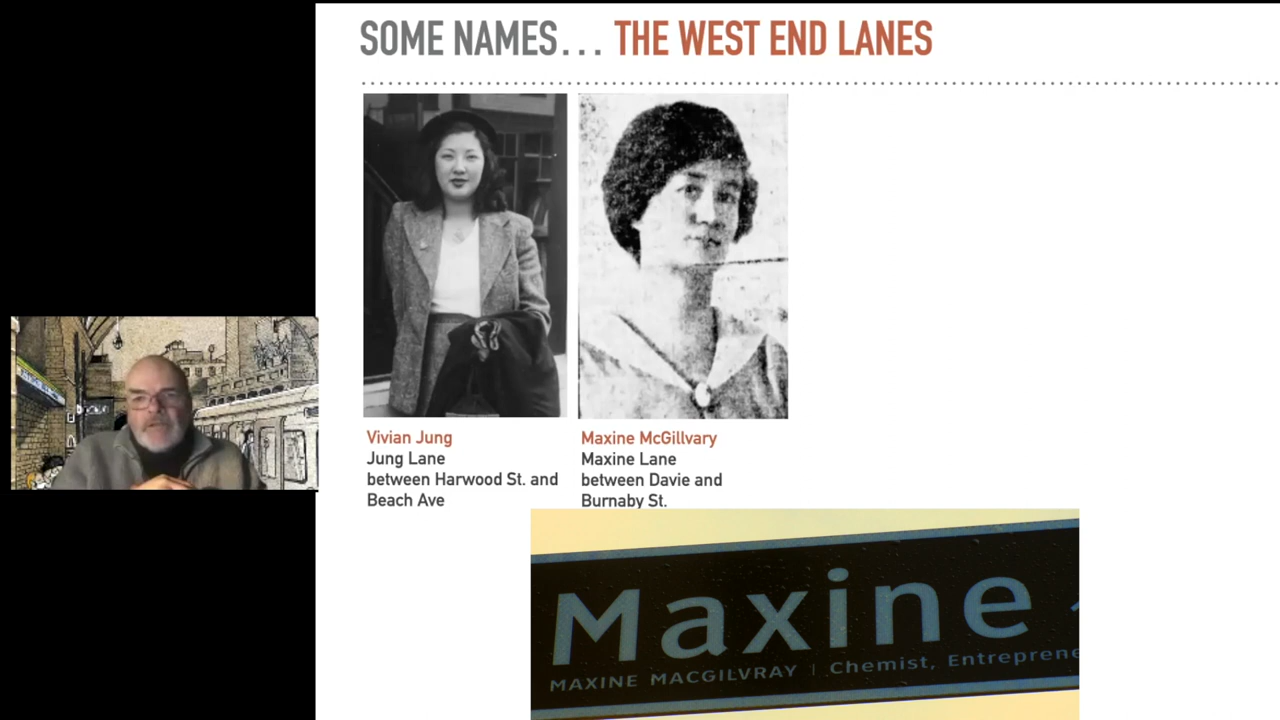 SOME NAMES... THE WEST END LANES
Vivian Jung
Jung Lane
between Harwood St. and
Beach Ave
Maxine McGillvary
Maxine Lane
between Davie and
Burnaby St.
Maxine
MAXINE MACGILVRAY | Chemist, Entreprene